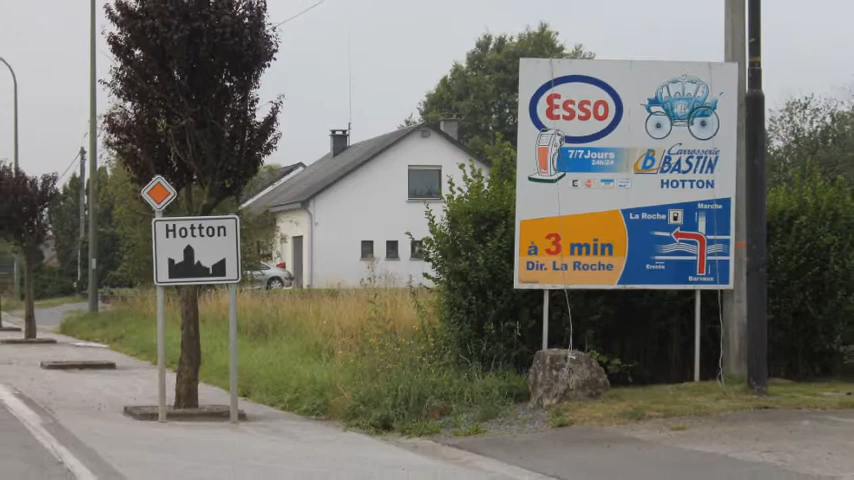 Hotton
Esso
7/7 Jours
24/24h
Carrosserie
BASTIN
HOTTON
à 3 min
Dir. La Roche
Marche
La Roche
Erezée
Barvaux